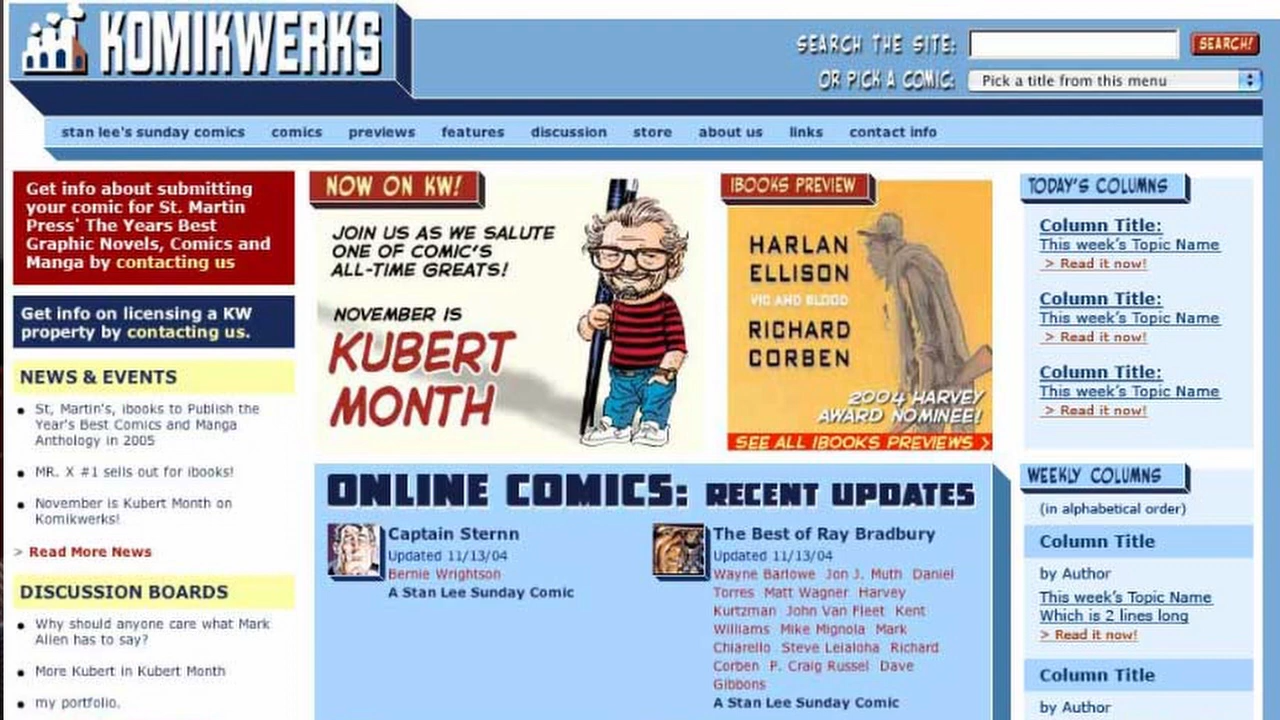 KOMIKWERKS
SEARCH THE SITE:
SEARCH!
OR PICK A COMIC:
Pick a title from this menu
stan lee's sunday comics comics previews features discussion store about us links contact info
Get info about submitting
your comic for St. Martin
Press' The Years Best
Graphic Novels, Comics and
Manga by contacting us
Get info on licensing a KW
property by contacting us.
NEWS & EVENTS
St, Martin's, ibooks to Publish the
Year's Best Comics and Manga
Anthology in 2005
MR. X #1 sells out for ibooks!
November is Kubert Month on
Komikwerks!
> Read More News
DISCUSSION BOARDS
Why should anyone care what Mark
Allen has to say?
More Kubert in Kubert Month
my portfolio.
NOW ON KW!
JOIN US AS WE SALUTE
ONE OF COMIC'S
ALL-TIME GREATS!
NOVEMBER IS
KUBERT
MONTH
IBOOKS PREVIEW
HARLAN
ELLISON
VIC AND BLOOD
RICHARD
CORBEN
2004 HARVEY
AWARD NOMINEE!
SEE ALL IBOOKS PREVIEWS >
ONLINE COMICS: RECENT UPDATES
Captain Sternn
Updated 11/13/04
Bernie Wrightson
A Stan Lee Sunday Comic
The Best of Ray Bradbury
Updated 11/13/04
Wayne Barlowe Jon J. Muth Daniel
Torres Matt Wagner Harvey
Kurtzman John Van Fleet Kent
Williams Mike Mignola Mark
Chiarello Steve Leialoha Richard
Corben P. Craig Russel Dave
Gibbons
A Stan Lee Sunday Comic
TODAY'S COLUMNS
Column Title:
This week's Topic Name
> Read it now!
Column Title:
This week's Topic Name
> Read it now!
Column Title:
This week's Topic Name
> Read it now!
WEEKLY COLUMNS
(in alphabetical order)
Column Title
by Author
This week's Topic Name
Which is 2 lines long
> Read it now!
Column Title
by Author